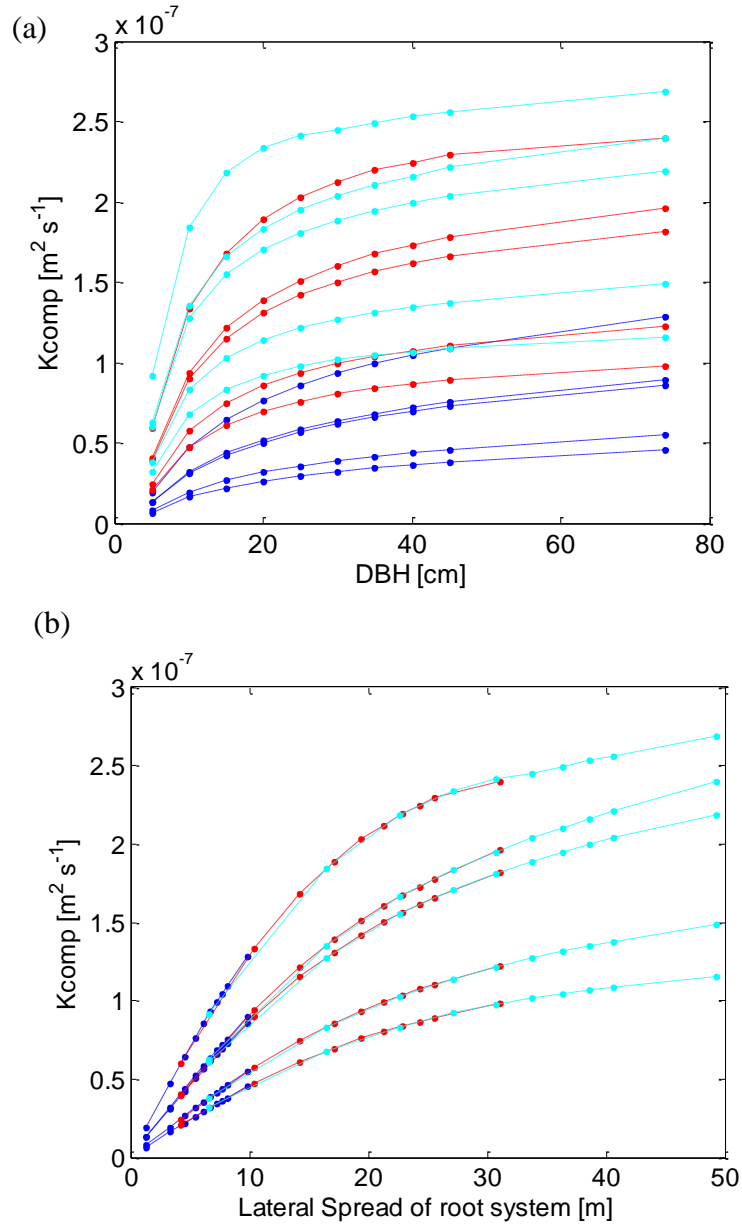 (a)
x 10⁻⁷
3
2.5
2
1.5
1
0.5
0
0 20 40 60 80
Kcomp [m² s⁻¹]
DBH [cm]
(b)
x 10⁻⁷
3
2.5
2
1.5
1
0.5
0
0 10 20 30 40 50
Kcomp [m² s⁻¹]
Lateral Spread of root system [m]